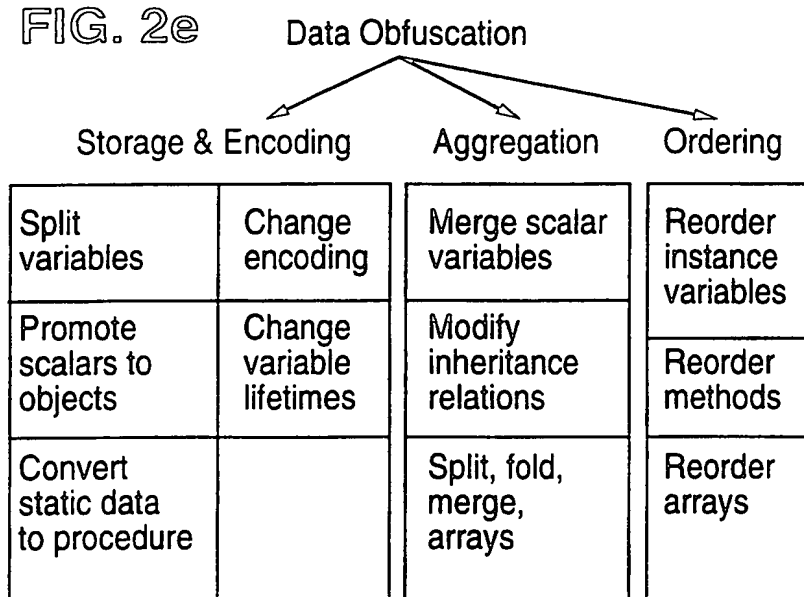 FIG. 2e
Data Obfuscation
Storage & Encoding
Aggregation
Ordering
Split
variables
Change
encoding
Merge scalar
variables
Reorder
instance
variables
Promote
scalars to
objects
Change
variable
lifetimes
Modify
inheritance
relations
Reorder
methods
Convert
static data
to procedure
Split, fold,
merge,
arrays
Reorder
arrays